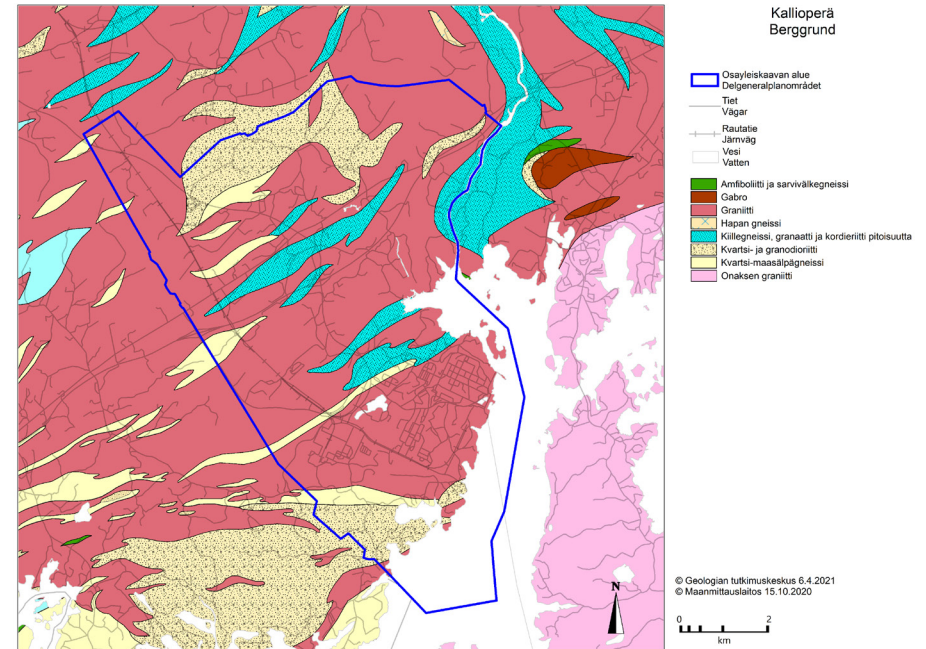 Kallioperä
Berggrund
Osayleiskaavan alue
Delgeneralplanområdet
Tiet
Vägar
Rautatie
Järnväg
Vesi
Vatten
Amfiboliitti ja sarvivälkegneissi
Gabro
Graniitti
Hapan gneissi
Kiillegneissi, granaatti ja kordieriitti pitoisuutta
Kvartsi- ja granodioriitti
Kvartsi-maasälpägneissi
Onaksen graniitti
© Geologian tutkimuskeskus 6.4.2021
© Maanmittauslaitos 15.10.2020
N
0 2
km